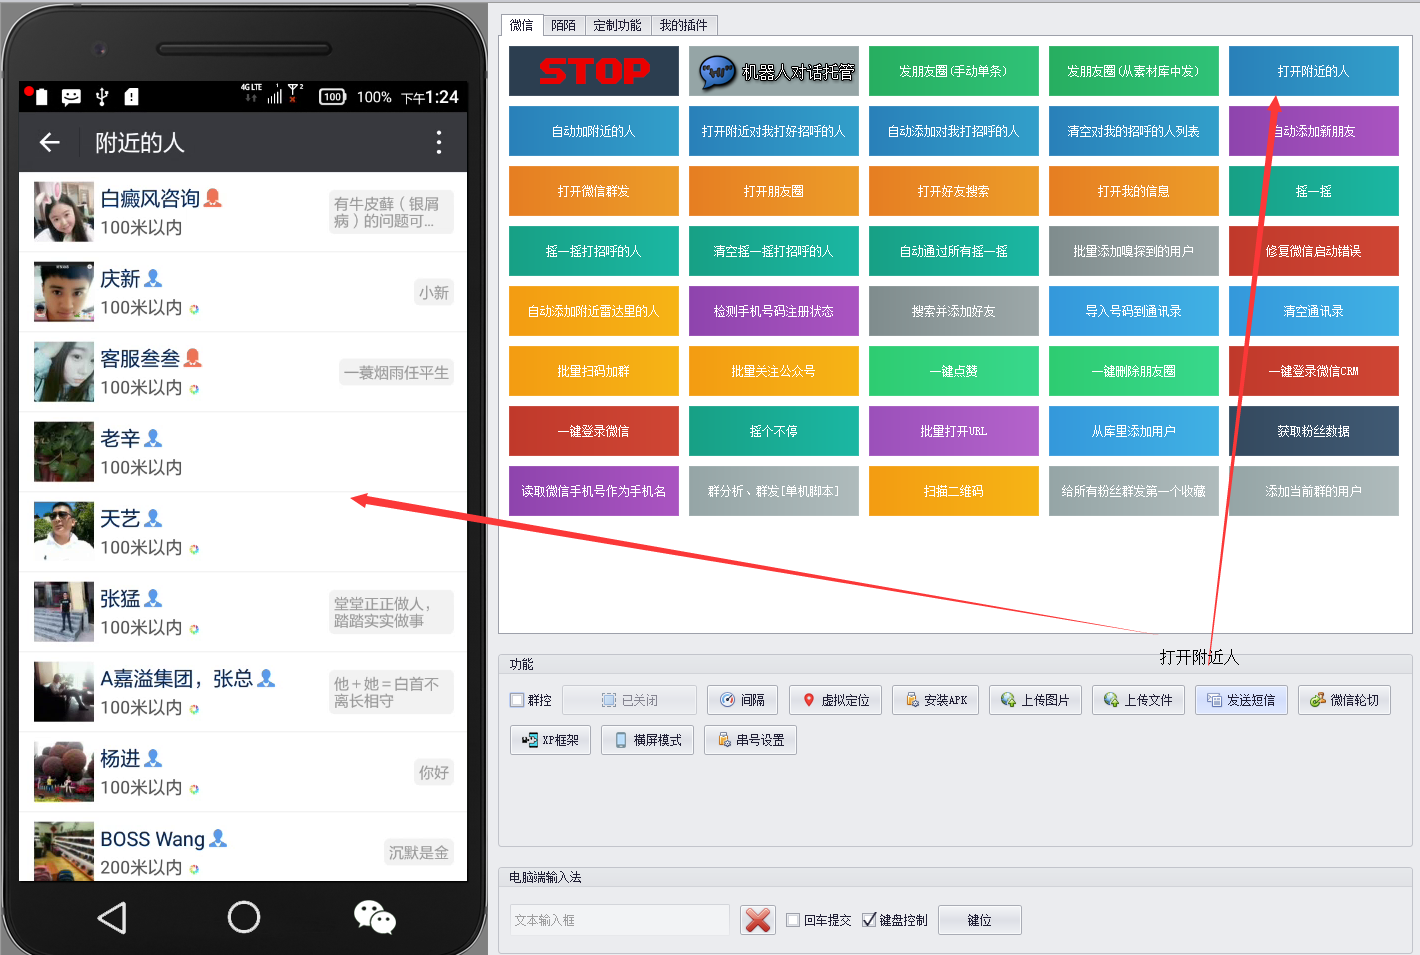 4G LTE
2
100
100%
下午1:24
附近的人
白癜风咨询
100米以内
有牛皮藓（银屑
病）的问题可...
庆新
100米以内
小新
客服叁叁
100米以内
一蓑烟雨任平生
老辛
100米以内
天艺
100米以内
张猛
100米以内
堂堂正正做人，
踏踏实实做事
A嘉溢集团，张总
100米以内
他＋她＝白首不
离长相守
杨进
100米以内
你好
BOSS Wang
200米以内
沉默是金
微信 陌陌 定制功能 我的插件
STOP 机器人对话托管 发朋友圈(手动单条) 发朋友圈(从素材库中发) 打开附近的人
自动加附近的人 打开附近对我打好招呼的人 自动添加对我打招呼的人 清空对我的招呼的人列表 自动添加新朋友
打开微信群发 打开朋友圈 打开好友搜索 打开我的信息 摇一摇
摇一摇打招呼的人 清空摇一摇打招呼的人 自动通过所有摇一摇 批量添加嗅探到的用户 修复微信启动错误
自动添加附近雷达里的人 检测手机号码注册状态 搜索并添加好友 导入号码到通讯录 清空通讯录
批量扫码加群 批量关注公众号 一键点赞 一键删除朋友圈 一键登录微信CRM
一键登录微信 摇个不停 批量打开URL 从库里添加用户 获取粉丝数据
读取微信手机号作为手机名 群分析、群发[单机脚本] 扫描二维码 给所有粉丝群发第一个收藏 添加当前群的用户
打开附近人
功能
群控 已关闭 间隔 虚拟定位 安装APK 上传图片 上传文件 发送短信 微信轮切
XP框架 横屏模式 串号设置
电脑端输入法
文本输入框 回车提交 键盘控制 键位